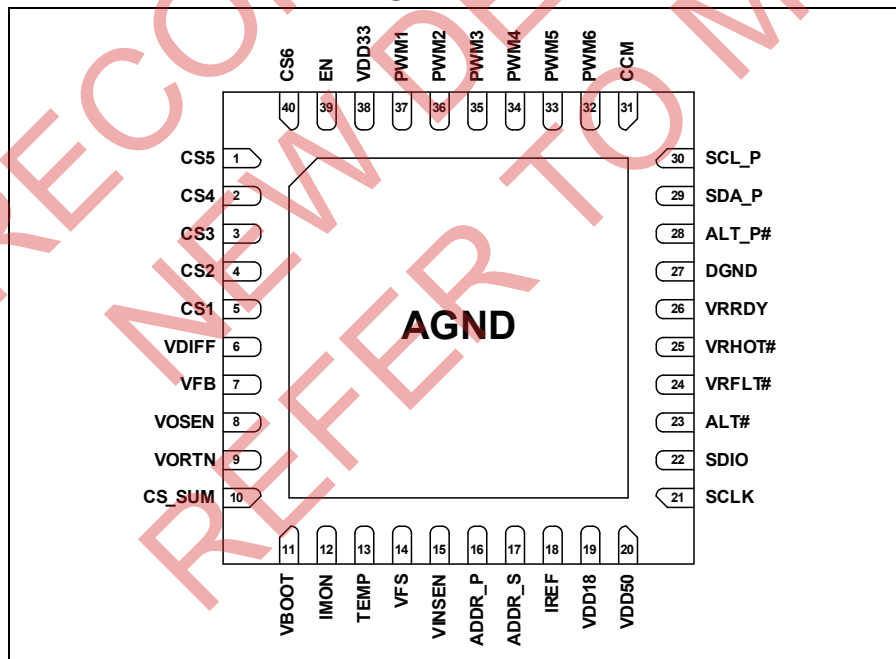 CS6
EN
VDD33
PWM1
PWM2
PWM3
PWM4
PWM5
PWM6
CCM
40 39 38 37 36 35 34 33 32 31
CS5 1
CS4 2
CS3 3
CS2 4
CS1 5
VDIFF 6
VFB 7
VOSEN 8
VORTN 9
CS_SUM 10
AGND
30 SCL_P
29 SDA_P
28 ALT_P#
27 DGND
26 VRRDY
25 VRHOT#
24 VRFLT#
23 ALT#
22 SDIO
21 SCLK
11 12 13 14 15 16 17 18 19 20
VBOOT
IMON
TEMP
VFS
VINSEN
ADDR_P
ADDR_S
IREF
VDD18
VDD50
NEW DE
REFER TO M